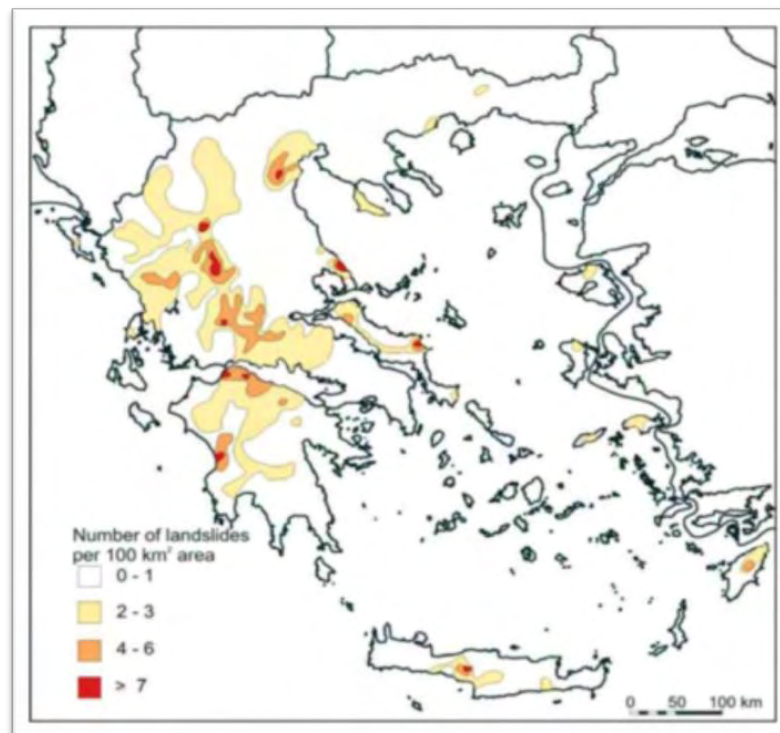 Number of landslides
per 100 km² area
0 - 1
2 - 3
4 - 6
> 7
0 50 100 km